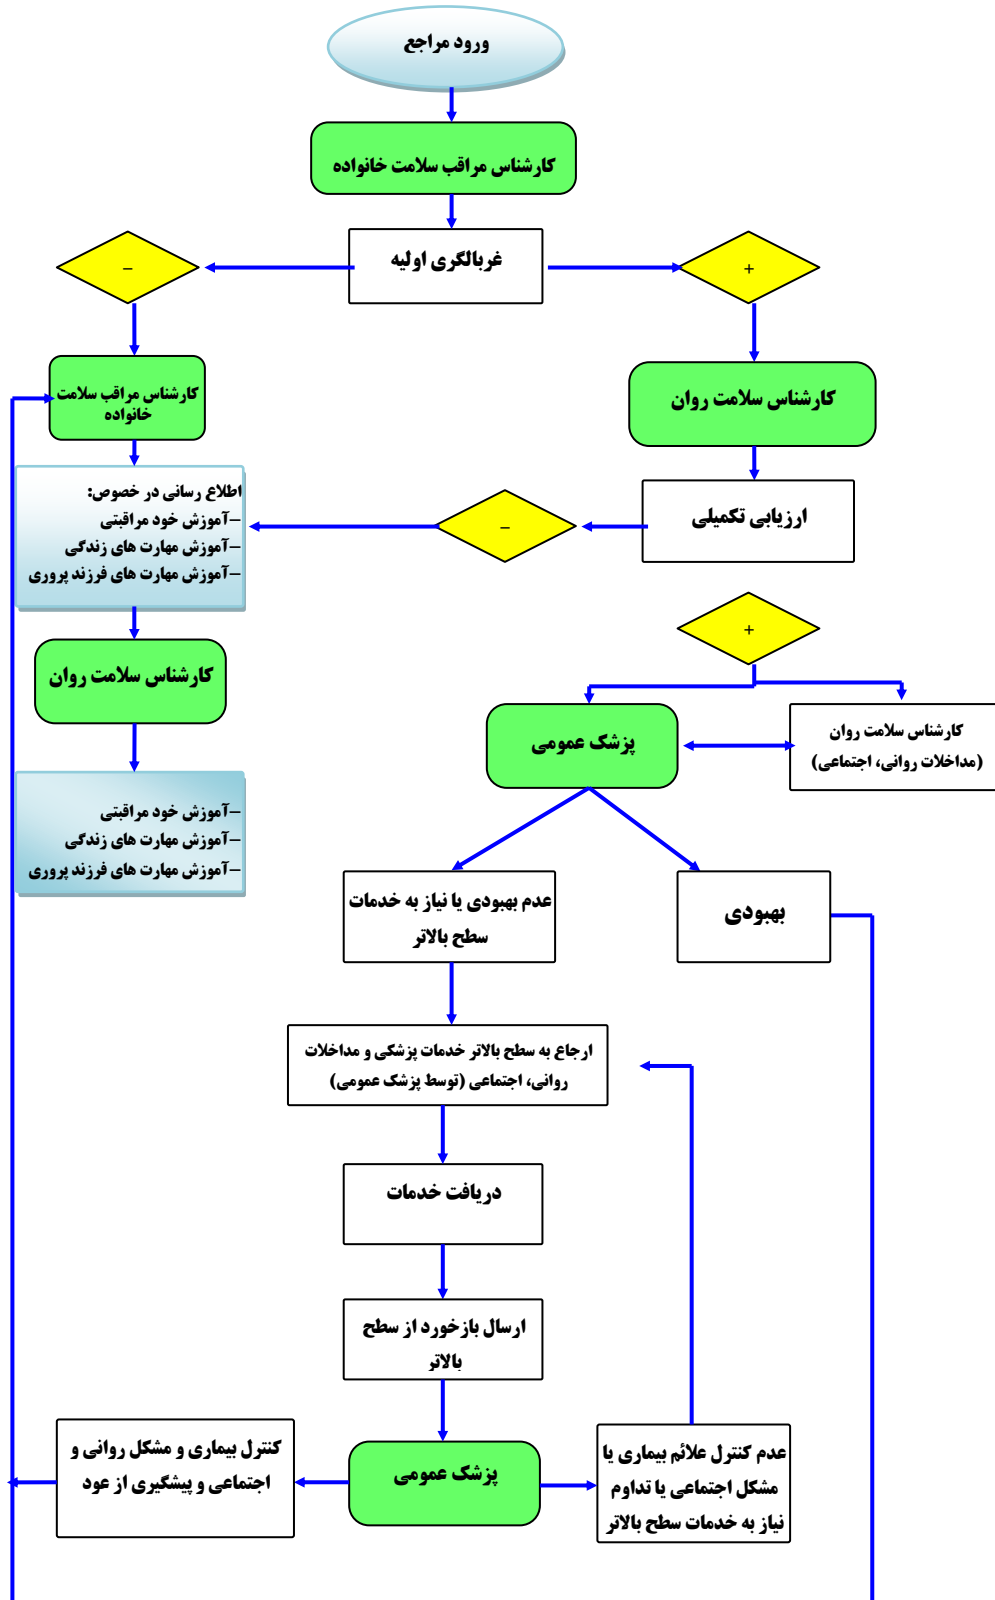 ورود مراجع
کارشناس مراقب سلامت خانواده
غربالگری اولیه
+
–
کارشناس سلامت روان
کارشناس مراقب سلامت
خانواده
ارزیابی تکمیلی
–
اطلاع رسانی در خصوص:
–آموزش خود مراقبتی
–آموزش مهارت های زندگی
–آموزش مهارت های فرزند پروری
+
کارشناس سلامت روان
پزشک عمومی
کارشناس سلامت روان
(مداخلات روانی، اجتماعی)
–آموزش خود مراقبتی
–آموزش مهارت های زندگی
–آموزش مهارت های فرزند پروری
بهبودی
عدم بهبودی یا نیاز به خدمات
سطح بالاتر
ارجاع به سطح بالاتر خدمات پزشکی و مداخلات
روانی، اجتماعی (توسط پزشک عمومی)
دریافت خدمات
ارسال بازخورد از سطح
بالاتر
پزشک عمومی
عدم کنترل علائم بیماری یا
مشکل اجتماعی یا تداوم
نیاز به خدمات سطح بالاتر
کنترل بیماری و مشکل روانی و
اجتماعی و پیشگیری از عود